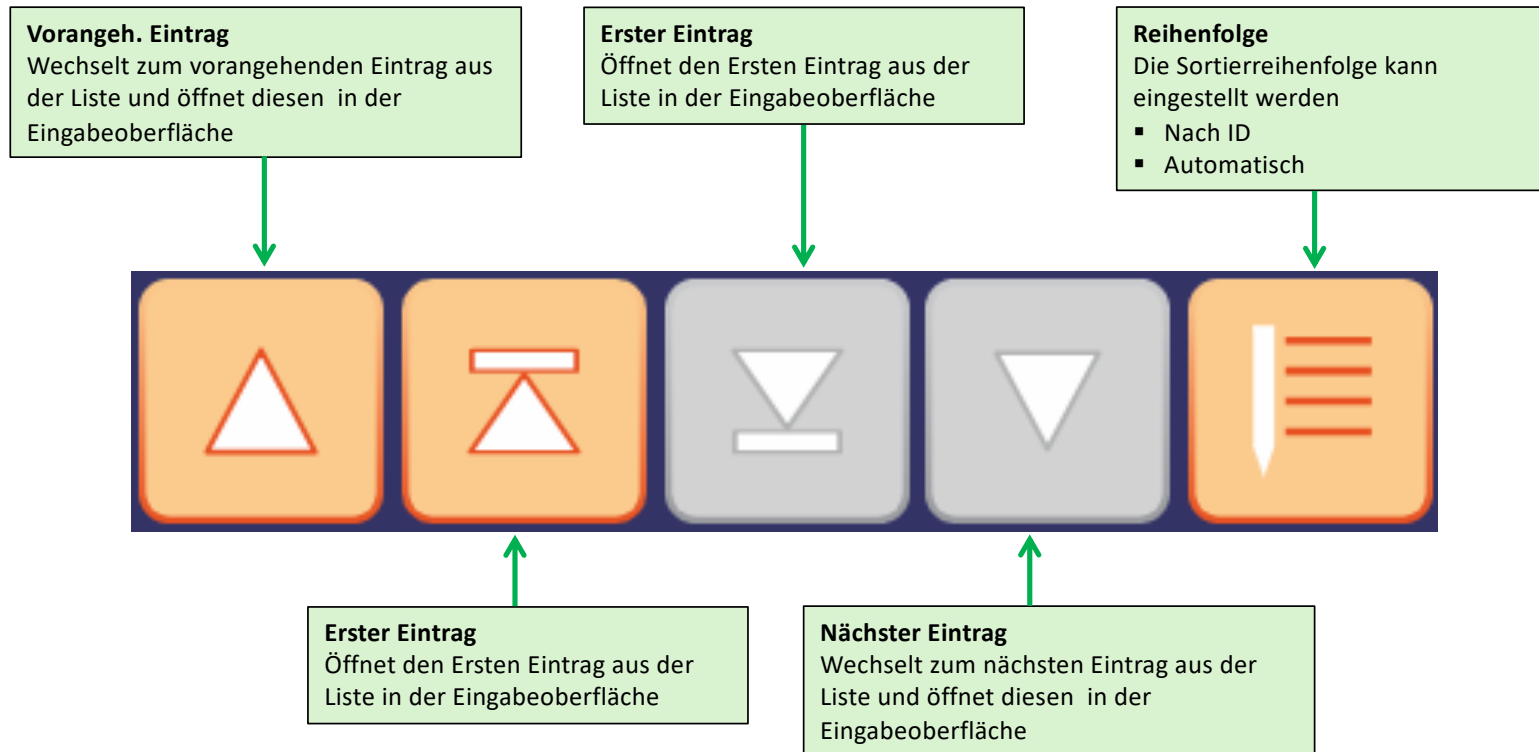 Vorangeh. Eintrag
Wechselt zum vorangehenden Eintrag aus
der Liste und öffnet diesen  in der
Eingabeoberfläche
Erster Eintrag
Öffnet den Ersten Eintrag aus der
Liste in der Eingabeoberfläche
Reihenfolge
Die Sortierreihenfolge kann
eingestellt werden
▪ Nach ID
▪ Automatisch
Erster Eintrag
Öffnet den Ersten Eintrag aus der
Liste in der Eingabeoberfläche
Nächster Eintrag
Wechselt zum nächsten Eintrag aus der
Liste und öffnet diesen  in der
Eingabeoberfläche